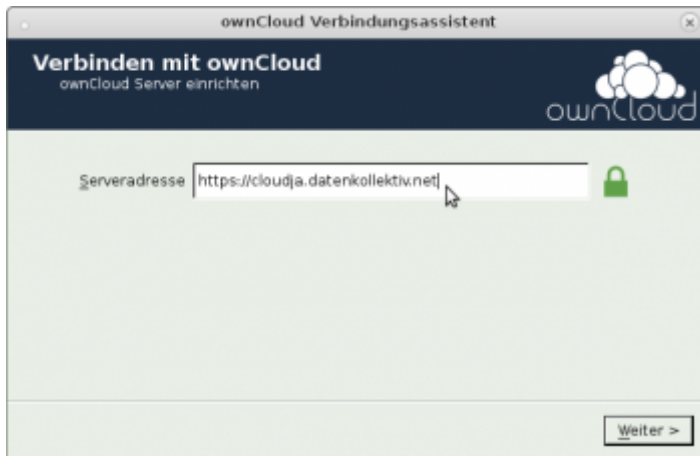 ownCloud Verbindungsassistent
Verbinden mit ownCloud
ownCloud Server einrichten
ownCloud
Serveradresse https://cloudja.datenkollektiv.net
Weiter >